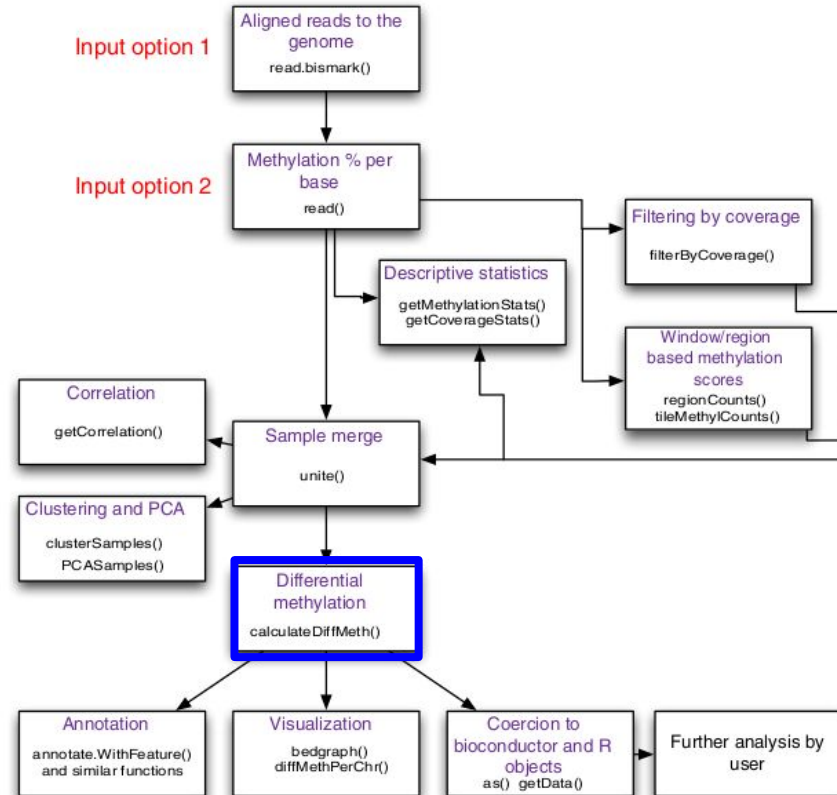 Input option 1
Aligned reads to the
genome
read.bismark()
Input option 2
Methylation % per
base
read()
Filtering by coverage
filterByCoverage()
Descriptive statistics
getMethylationStats()
getCoverageStats()
Window/region
based methylation
scores
regionCounts()
tileMethylCounts()
Correlation
getCorrelation()
Sample merge
unite()
Clustering and PCA
clusterSamples()
PCASamples()
Differential
methylation
calculateDiffMeth()
Annotation
annotate.WithFeature()
and similar functions
Visualization
bedgraph()
diffMethPerChr()
Coercion to
bioconductor and R
objects
as() getData()
Further analysis by
user